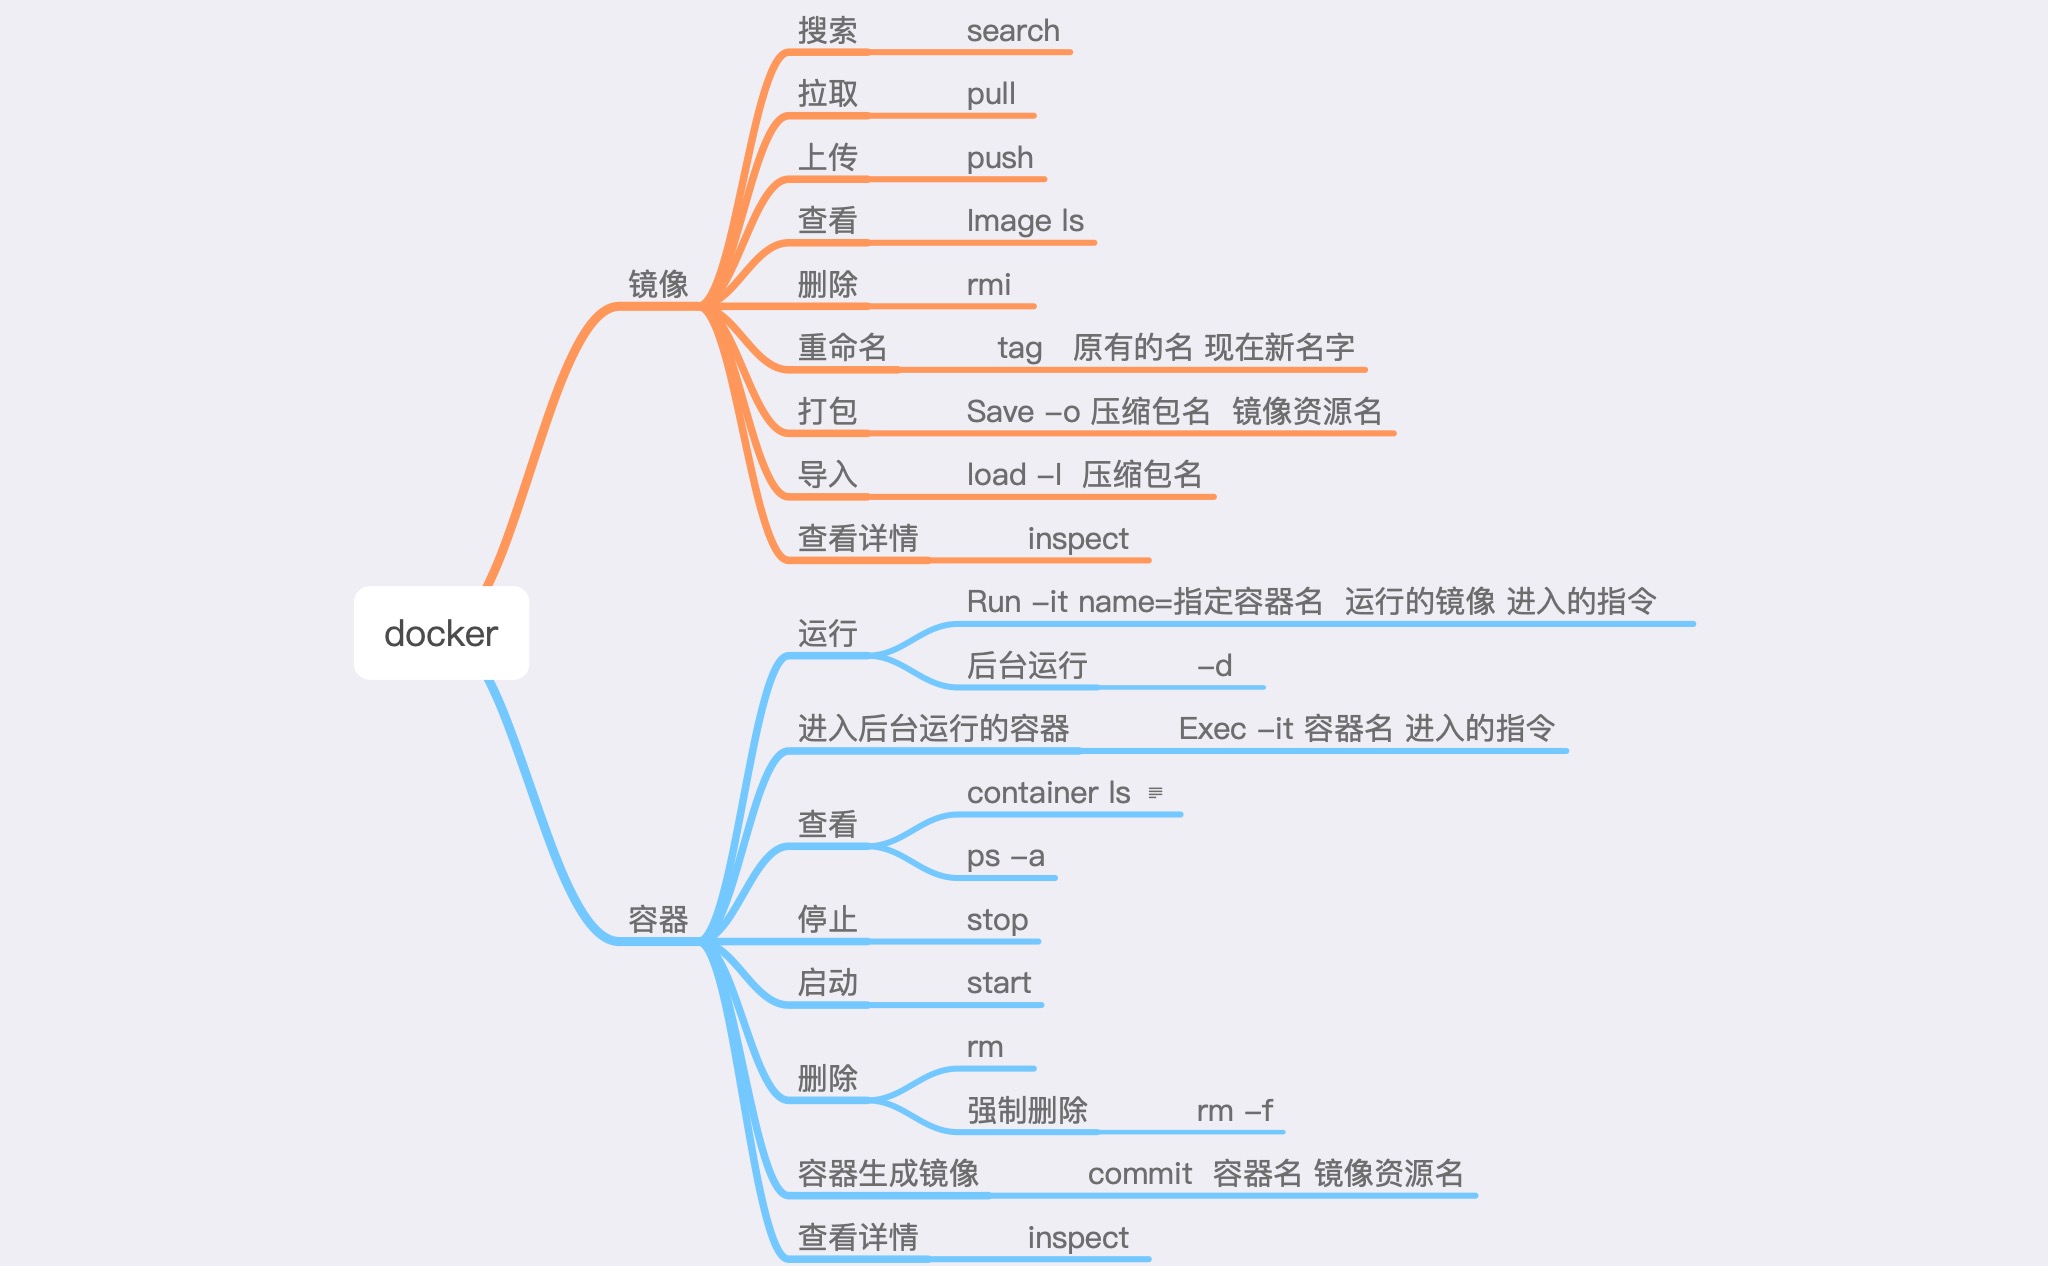 搜索 search
拉取 pull
上传 push
查看 Image ls
镜像
删除 rmi
重命名 tag 原有的名 现在新名字
打包 Save -o 压缩包名 镜像资源名
导入 load -l 压缩包名
查看详情 inspect
docker
运行
Run -it name=指定容器名 运行的镜像 进入的指令
后台运行 -d
进入后台运行的容器 Exec -it 容器名 进入的指令
查看
container ls
ps -a
容器
停止 stop
启动 start
删除
rm
强制删除 rm -f
容器生成镜像 commit 容器名 镜像资源名
查看详情 inspect